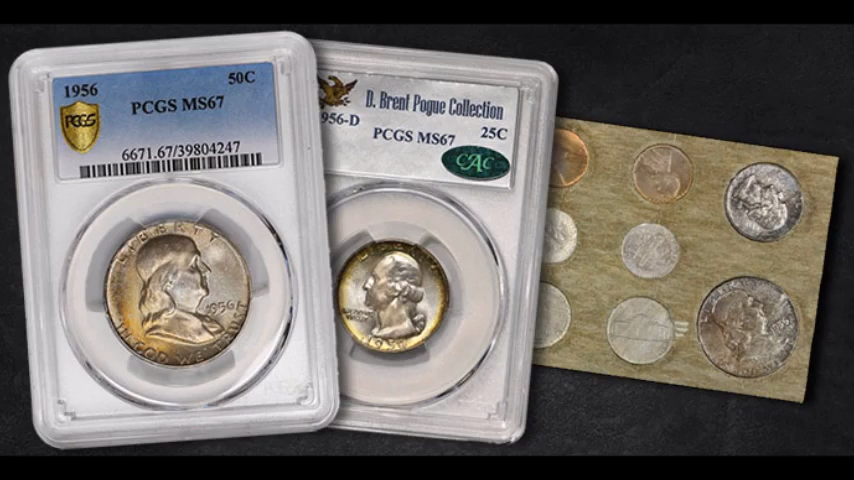 1956 50C
PCGS MS67
PCGS
6671.67/39804247
LIBERTY
1956
IN GOD WE TRUST
D. Brent Pogue Collection
956-D 25C
PCGS MS67
CAC
LIBERTY